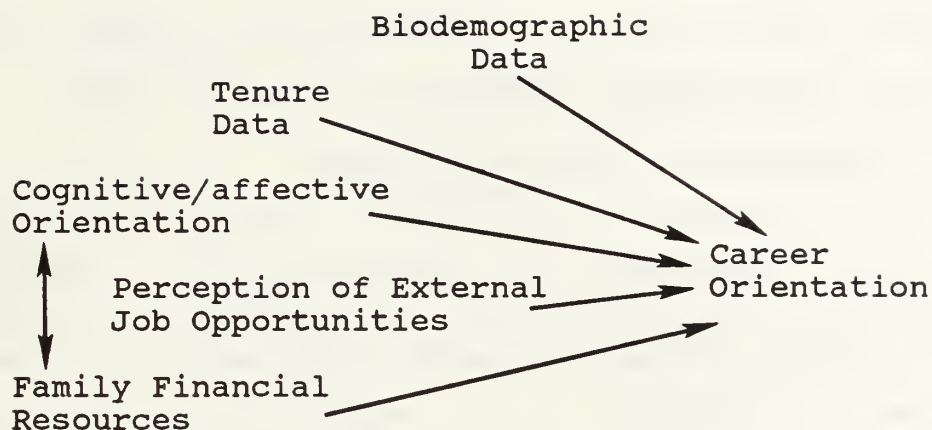 Biodemographic
Data
Tenure
Data
Cognitive/affective
Orientation
Career
Orientation
Perception of External
Job Opportunities
Family Financial
Resources